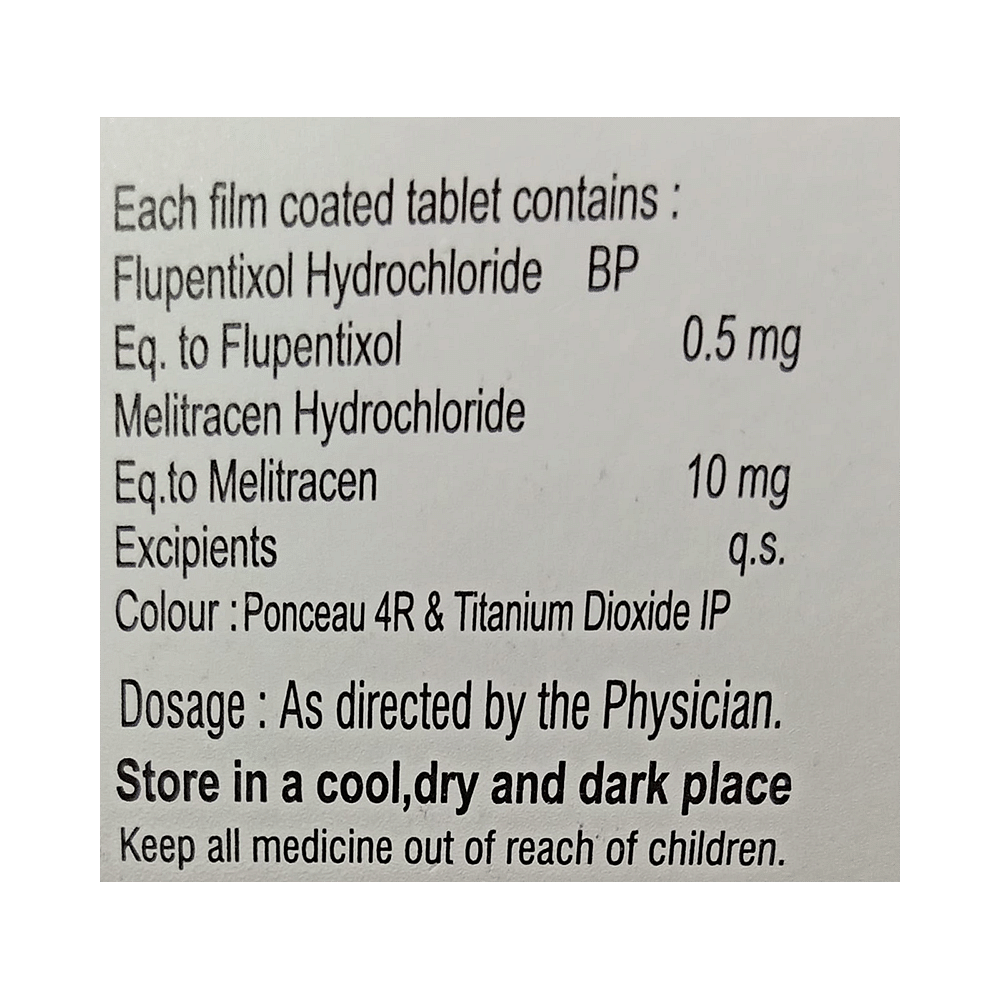 Each film coated tablet contains :
Flupentixol Hydrochloride BP
Eq. to Flupentixol 0.5 mg
Melitracen Hydrochloride
Eq.to Melitracen 10 mg
Excipients q.s.
Colour : Ponceau 4R & Titanium Dioxide IP
Dosage : As directed by the Physician.
Store in a cool,dry and dark place
Keep all medicine out of reach of children.